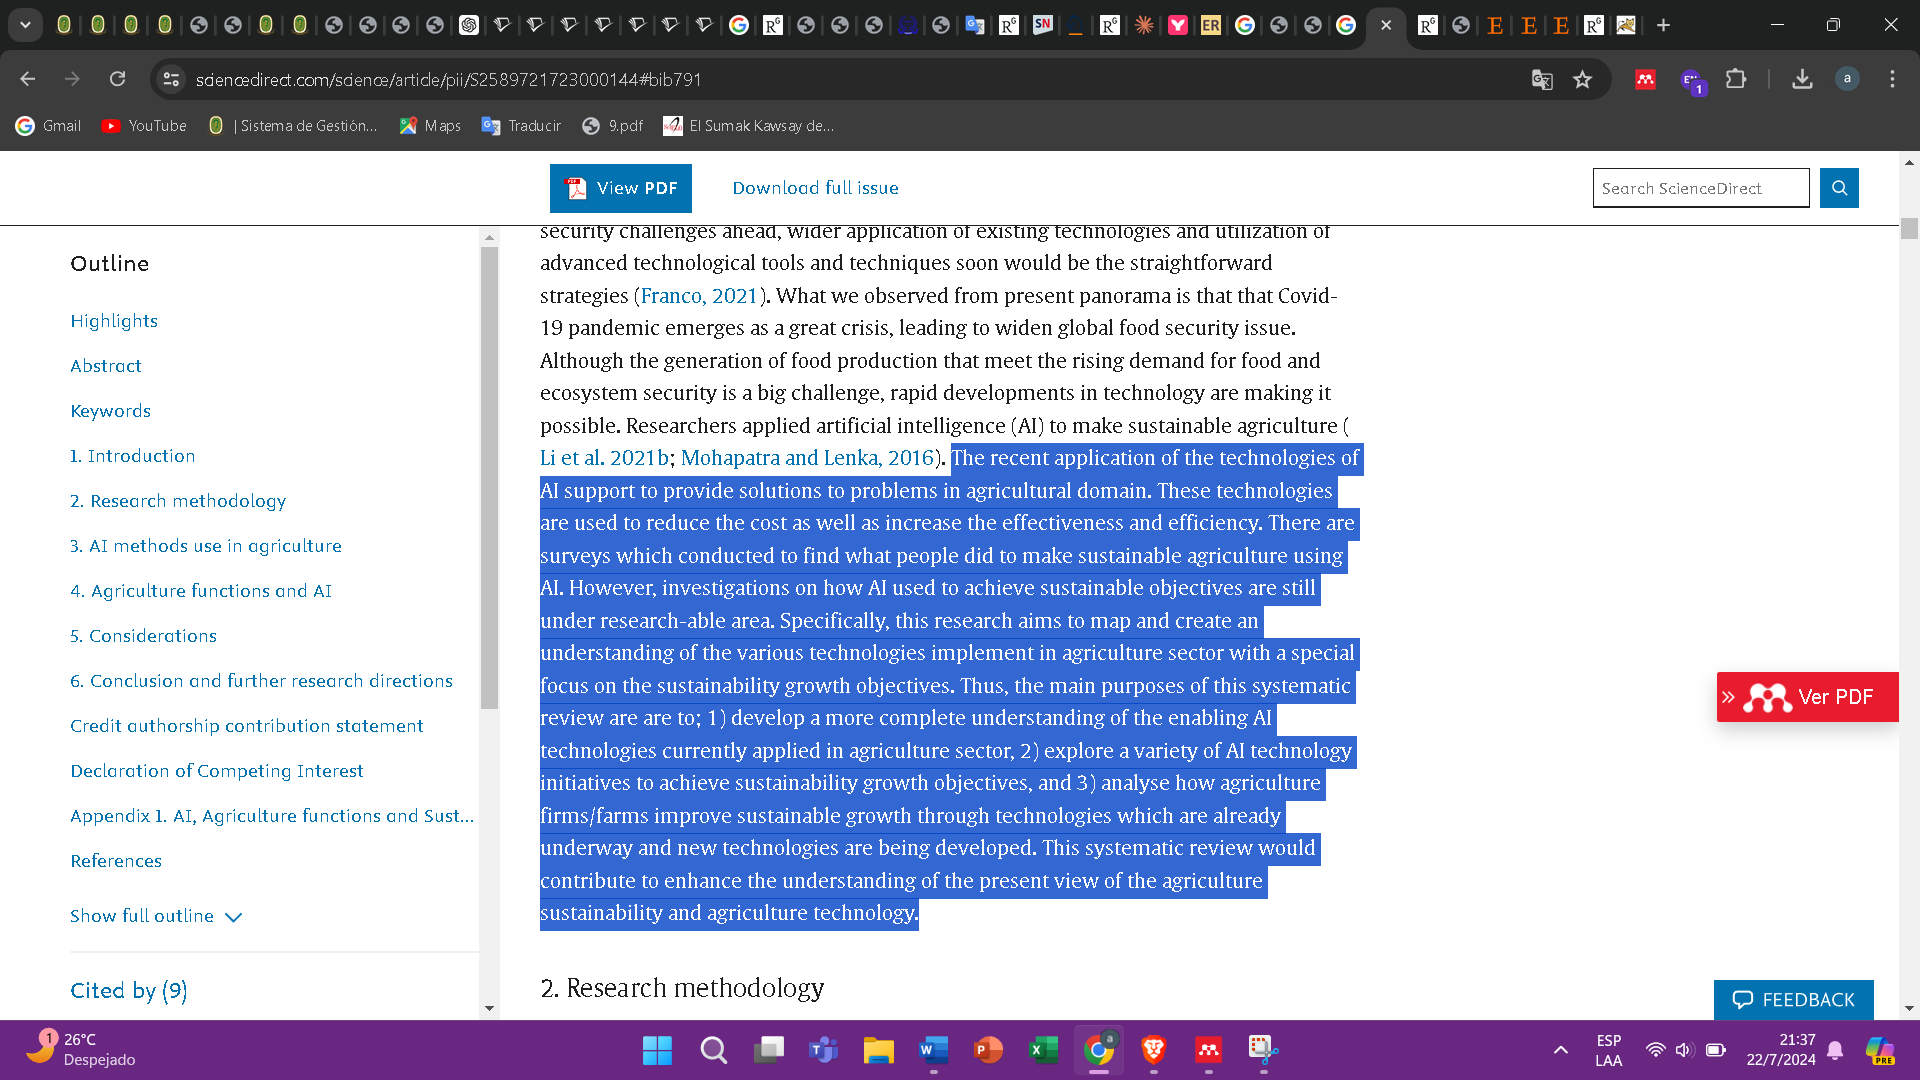 sciencedirect.com/science/article/pii/S2589721723000144#bib791
a
Gmail
YouTube
| Sistema de Gestión...
Maps
Traducir
9.pdf
El Sumak Kawsay de...
View PDF
Download full issue
Search ScienceDirect
Outline
Highlights
Abstract
Keywords
1. Introduction
2. Research methodology
3. AI methods use in agriculture
4. Agriculture functions and AI
5. Considerations
6. Conclusion and further research directions
Credit authorship contribution statement
Declaration of Competing Interest
Appendix 1. AI, Agriculture functions and Sust...
References
Show full outline
Cited by (9)
security challenges ahead, wider application of existing technologies and utilization of
advanced technological tools and techniques soon would be the straightforward
strategies (Franco, 2021). What we observed from present panorama is that that Covid-
19 pandemic emerges as a great crisis, leading to widen global food security issue.
Although the generation of food production that meet the rising demand for food and
ecosystem security is a big challenge, rapid developments in technology are making it
possible. Researchers applied artificial intelligence (AI) to make sustainable agriculture (
Li et al. 2021b; Mohapatra and Lenka, 2016). The recent application of the technologies of
AI support to provide solutions to problems in agricultural domain. These technologies
are used to reduce the cost as well as increase the effectiveness and efficiency. There are
surveys which conducted to find what people did to make sustainable agriculture using
AI. However, investigations on how AI used to achieve sustainable objectives are still
under research-able area. Specifically, this research aims to map and create an
understanding of the various technologies implement in agriculture sector with a special
focus on the sustainability growth objectives. Thus, the main purposes of this systematic
review are are to; 1) develop a more complete understanding of the enabling AI
technologies currently applied in agriculture sector, 2) explore a variety of AI technology
initiatives to achieve sustainability growth objectives, and 3) analyse how agriculture
firms/farms improve sustainable growth through technologies which are already
underway and new technologies are being developed. This systematic review would
contribute to enhance the understanding of the present view of the agriculture
sustainability and agriculture technology.
2. Research methodology
Ver PDF
FEEDBACK
1
26°C
Despejado
ESP
LAA
21:37
22/7/2024